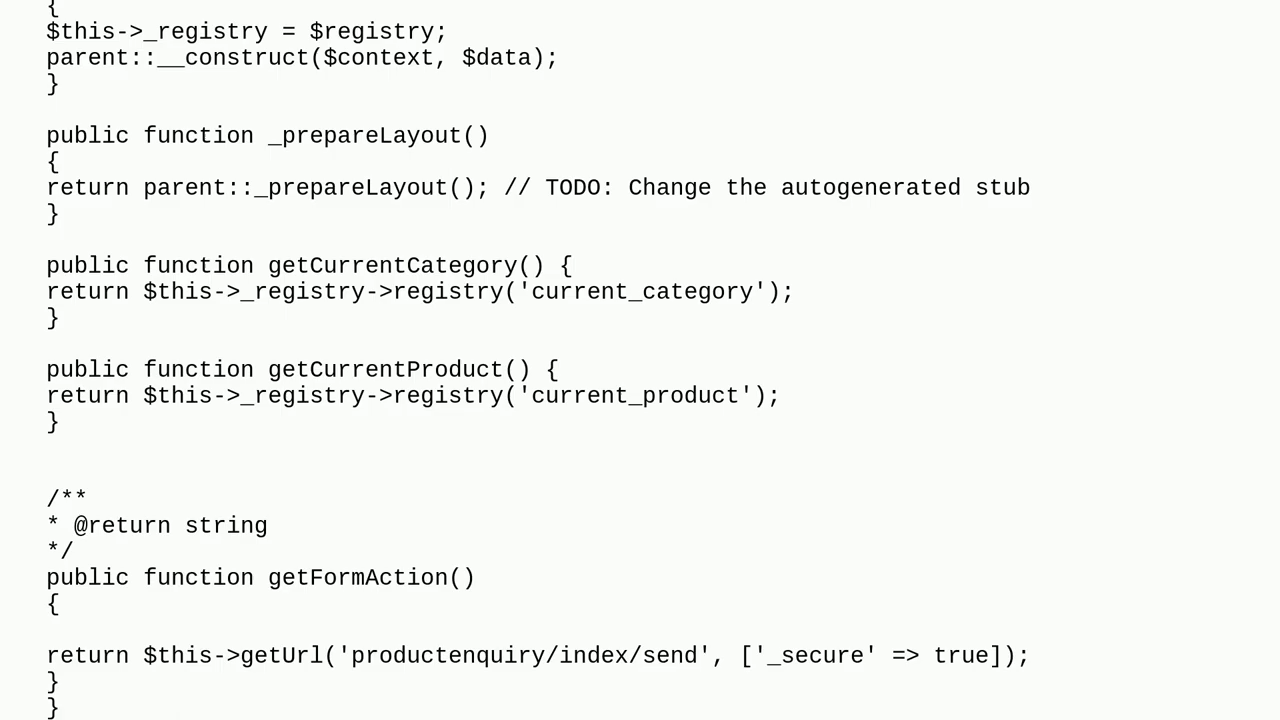 {
$this->_registry = $registry;
parent::__construct($context, $data);
}
public function _prepareLayout()
{
return parent::_prepareLayout(); // TODO: Change the autogenerated stub
}
public function getCurrentCategory() {
return $this->_registry->registry('current_category');
}
public function getCurrentProduct() {
return $this->_registry->registry('current_product');
}
/**
* @return string
*/
public function getFormAction()
{
return $this->getUrl('productenquiry/index/send', ['_secure' => true]);
}
}